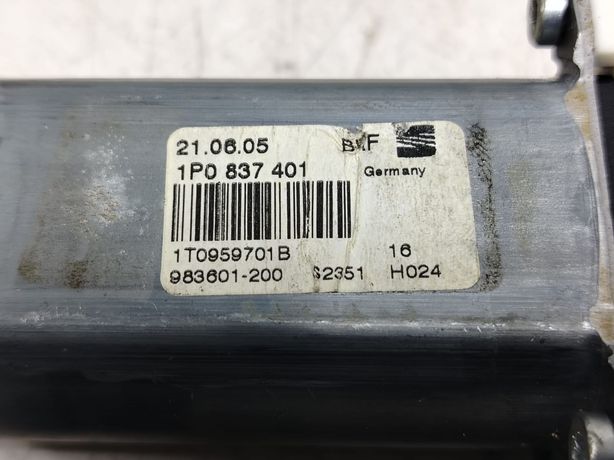 21.06.05
1P0 837 401
Germany
1T0959701B 16
983601-200 S2351 H024